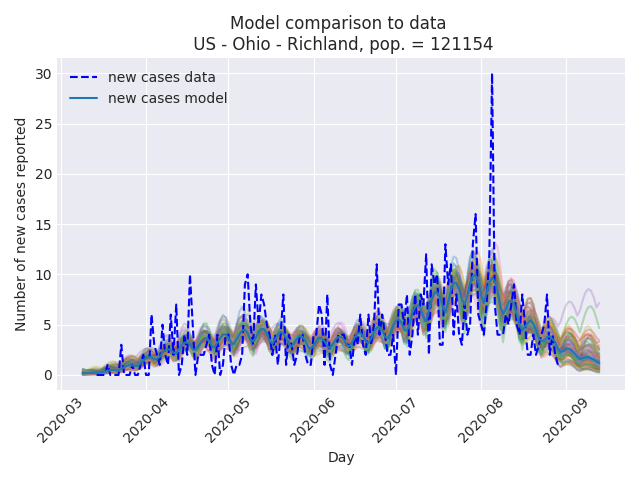 Model comparison to data
US - Ohio - Richland, pop. = 121154
new cases data
new cases model
Number of new cases reported
30
25
20
15
10
5
0
2020-03
2020-04
2020-05
2020-06
2020-07
2020-08
2020-09
Day